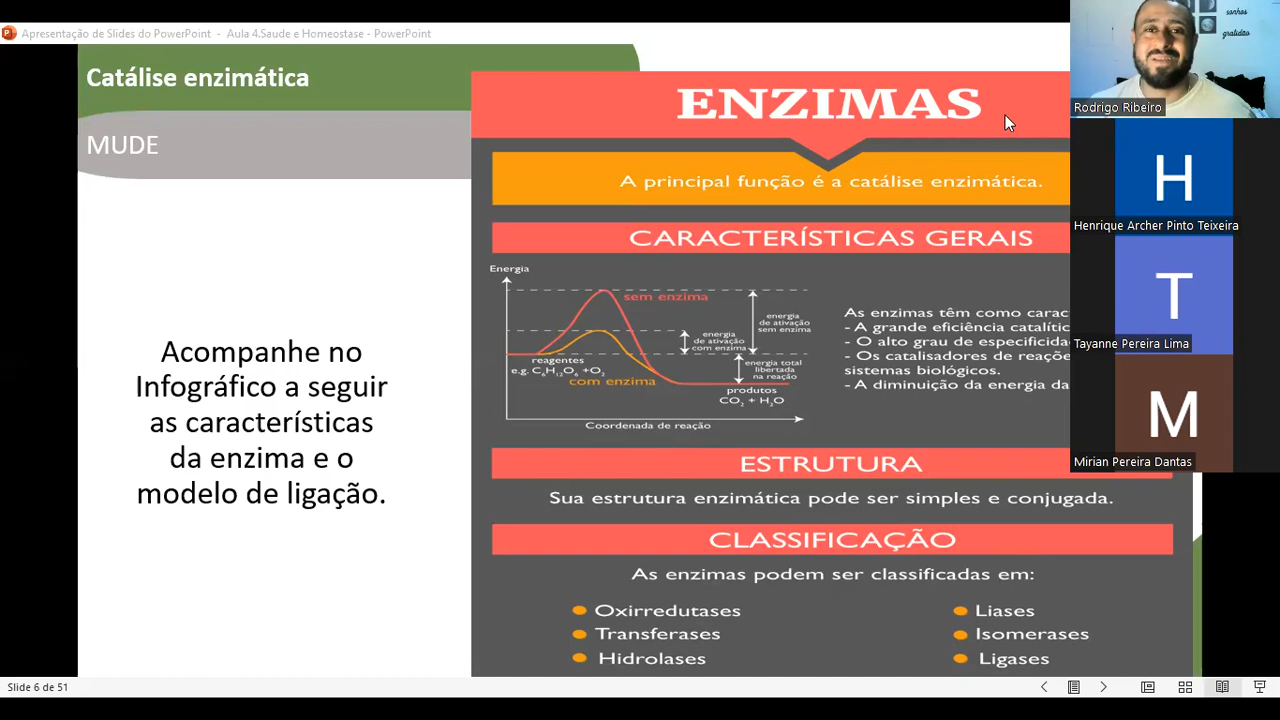 Apresentação de Slides do PowerPoint - Aula 4.Saude e Homeostase - PowerPoint
Catálise enzimática
MUDE
Acompanhe no
Infográfico a seguir
as características
da enzima e o
modelo de ligação.
ENZIMAS
A principal função é a catálise enzimática.
CARACTERÍSTICAS GERAIS
Energia
sem enzima
energia
de ativação
sem enzima
energia
de ativação
com enzima
reagentes
e.g. C6H12O6 +O2
com enzima
energia total
libertada
na reação
produtos
CO2 + H2O
Coordenada de reação
As enzimas têm como carac
- A grande eficiência catalític
- O alto grau de especificida
- Os catalisadores de reaçõe
sistemas biológicos.
- A diminuição da energia da
ESTRUTURA
Sua estrutura enzimática pode ser simples e conjugada.
CLASSIFICAÇÃO
As enzimas podem ser classificadas em:
Oxirredutases
Transferases
Hidrolases
Liases
Isomerases
Ligases
sonhos
gratidão
Rodrigo Ribeiro
H
Henrique Archer Pinto Teixeira
T
Tayanne Pereira Lima
M
Mirian Pereira Dantas
Slide 6 de 51